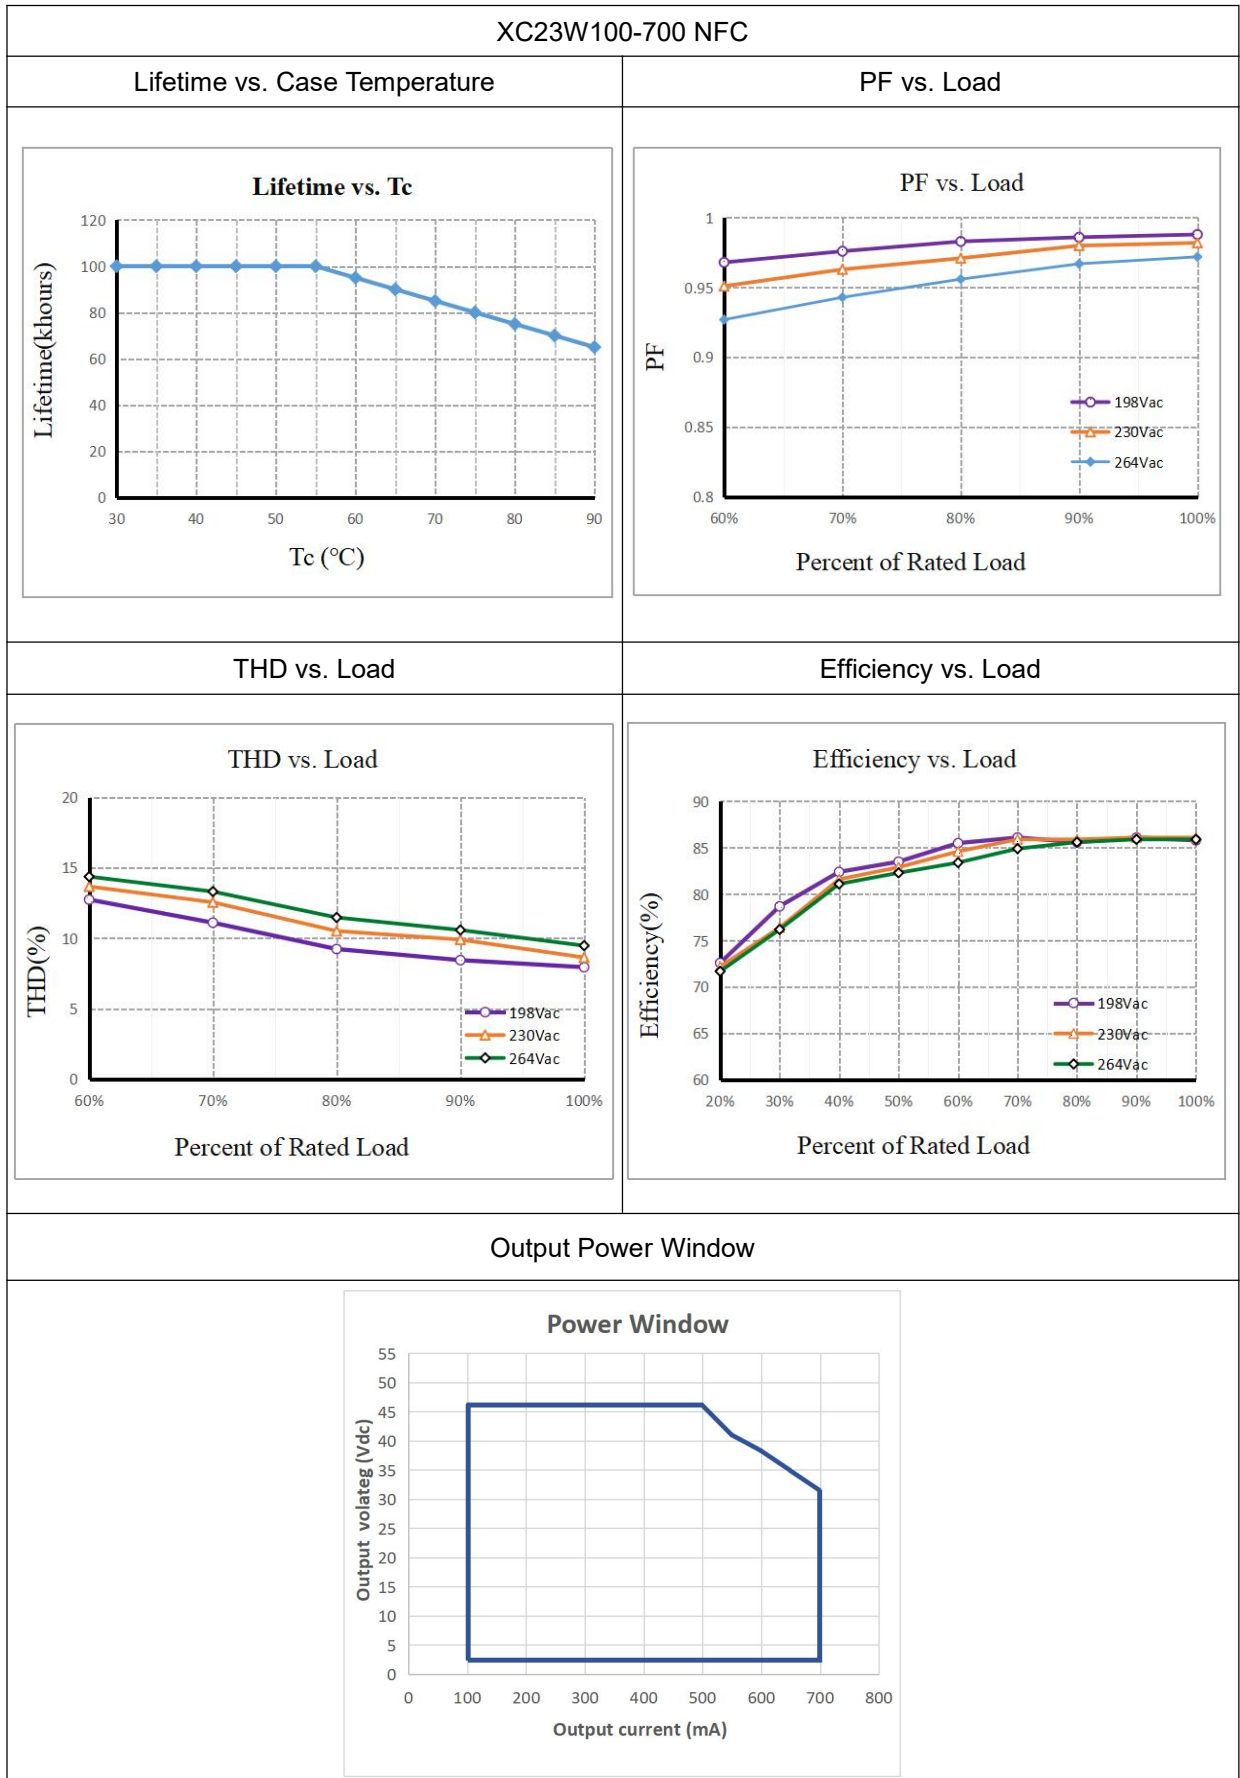 XC23W100-700 NFC
Lifetime vs. Case Temperature
PF vs. Load
Lifetime vs. Tc
Lifetime(khours)
120
100
80
60
40
20
0
30 40 50 60 70 80 90
Tc (℃)
PF vs. Load
PF
1
0.95
0.9
0.85
0.8
198Vac
230Vac
264Vac
60% 70% 80% 90% 100%
Percent of Rated Load
THD vs. Load
Efficiency vs. Load
THD vs. Load
THD(%)
20
15
10
5
0
198Vac
230Vac
264Vac
60% 70% 80% 90% 100%
Percent of Rated Load
Efficiency vs. Load
Efficiency(%)
90
85
80
75
70
65
60
198Vac
230Vac
264Vac
20% 30% 40% 50% 60% 70% 80% 90% 100%
Percent of Rated Load
Output Power Window
Power Window
Output volateg (Vdc)
55
50
45
40
35
30
25
20
15
10
5
0
0 100 200 300 400 500 600 700 800
Output current (mA)